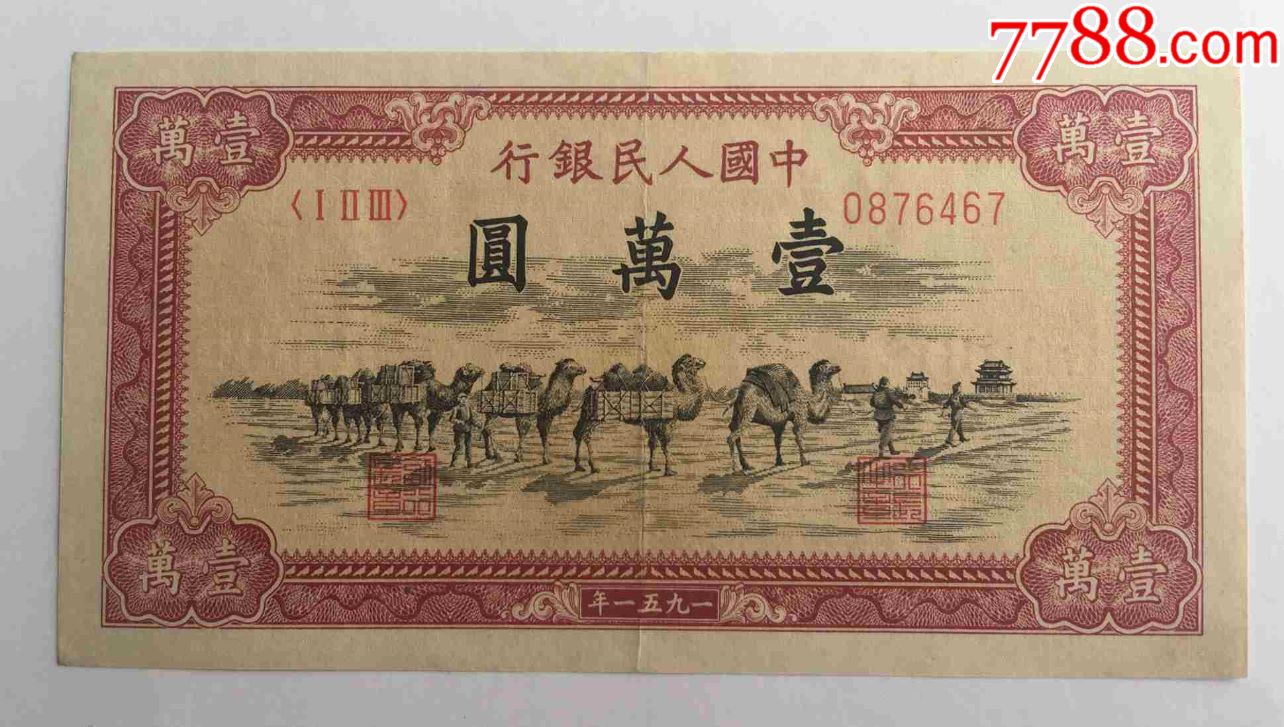 7788.com
壹萬
壹萬
中國人民銀行
〈Ⅰ Ⅱ Ⅲ〉
0876467
壹萬圓
壹萬
壹萬
一九五一年